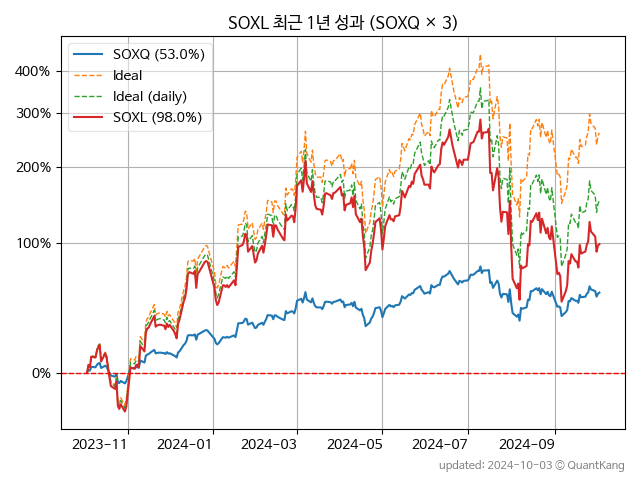 SOXL 최근 1년 성과 (SOXQ × 3)
SOXQ (53.0%)
Ideal
Ideal (daily)
SOXL (98.0%)
400%
300%
200%
100%
0%
2023-11 2024-01 2024-03 2024-05 2024-07 2024-09
updated: 2024-10-03 © QuantKang